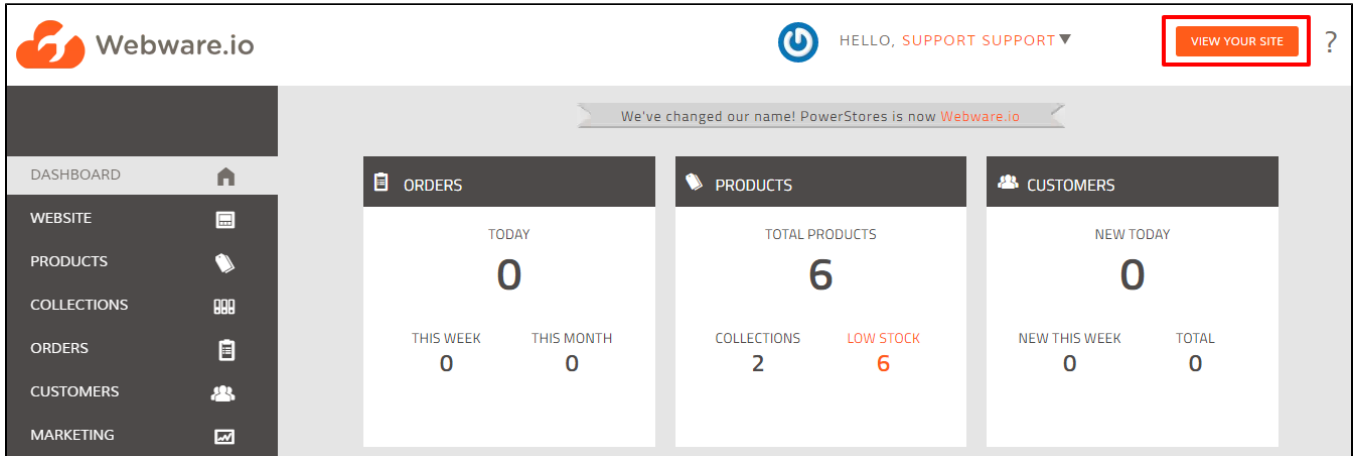 Webware.io
HELLO, SUPPORT SUPPORT▼
VIEW YOUR SITE
?
We've changed our name! PowerStores is now Webware.io
DASHBOARD
WEBSITE
PRODUCTS
COLLECTIONS
ORDERS
CUSTOMERS
MARKETING
ORDERS
TODAY
0
THIS WEEK THIS MONTH
0 0
PRODUCTS
TOTAL PRODUCTS
6
COLLECTIONS LOW STOCK
2 6
CUSTOMERS
NEW TODAY
0
NEW THIS WEEK TOTAL
0 0